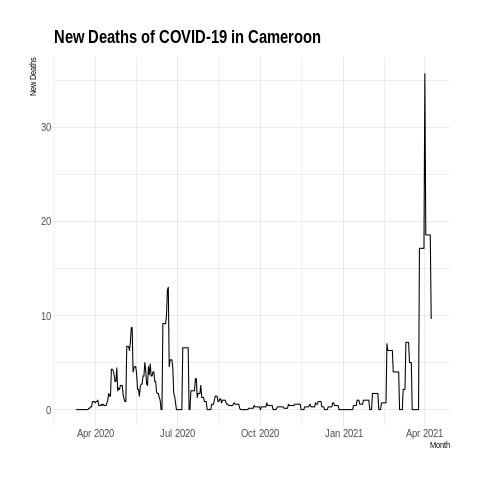 New Deaths of COVID-19 in Cameroon
New Deaths
30
20
10
0
Apr 2020 Jul 2020 Oct 2020 Jan 2021 Apr 2021
Month